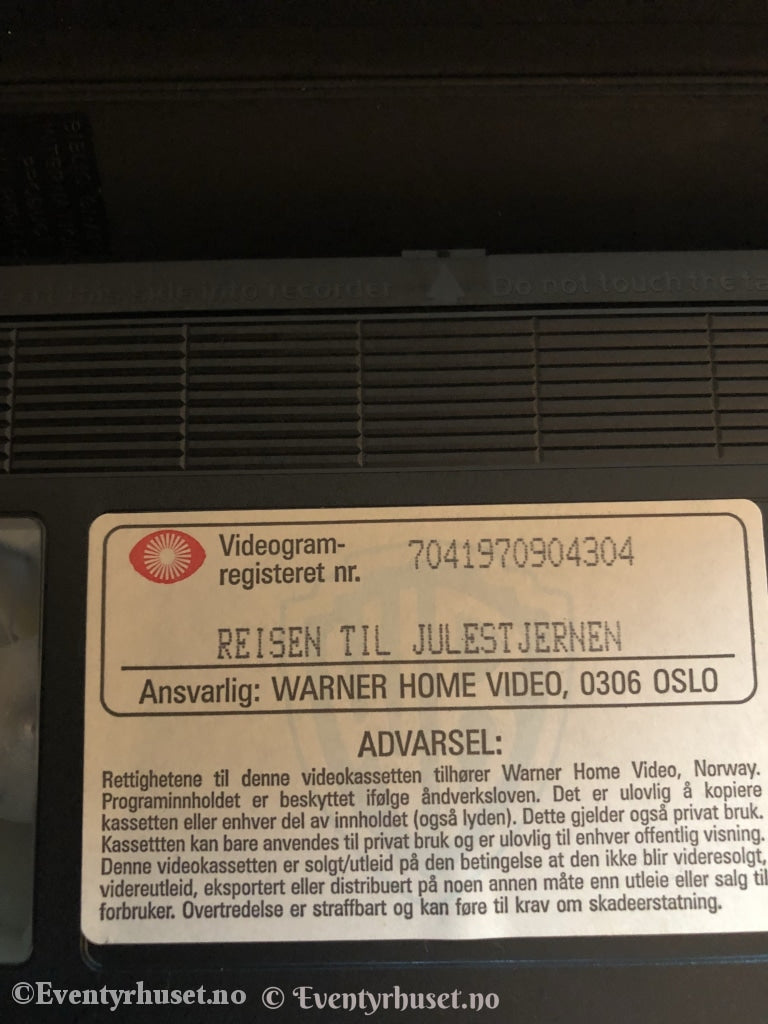 into recorder Do not touch the
Videogram-
registeret nr. 7041970904304
REISEN TIL JULESTJERNEN
Ansvarlig: WARNER HOME VIDEO, 0306 OSLO
ADVARSEL:
Rettighetene til denne videokassetten tilhører Warner Home Video, Norway.
Programinnholdet er beskyttet ifølge åndverksloven. Det er ulovlig å kopiere
kassetten eller enhver del av innholdet (også lyden). Dette gjelder også privat bruk.
Kassettten kan bare anvendes til privat bruk og er ulovlig til enhver offentlig visning.
Denne videokassetten er solgt/utleid på den betingelse at den ikke blir videresolgt,
videreutleid, eksportert eller distribuert på noen annen måte enn utleie eller salg til
forbruker. Overtredelse er straffbart og kan føre til krav om skadeerstatning.
©Eventyrhuset.no © Eventyrhuset.no